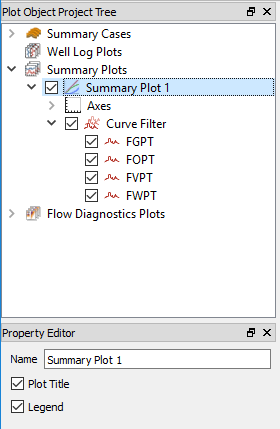 Plot Object Project Tree
Summary Cases
Well Log Plots
Summary Plots
Summary Plot 1
Axes
Curve Filter
FGPT
FOPT
FVPT
FWPT
Flow Diagnostics Plots
Property Editor
Name Summary Plot 1
Plot Title
Legend